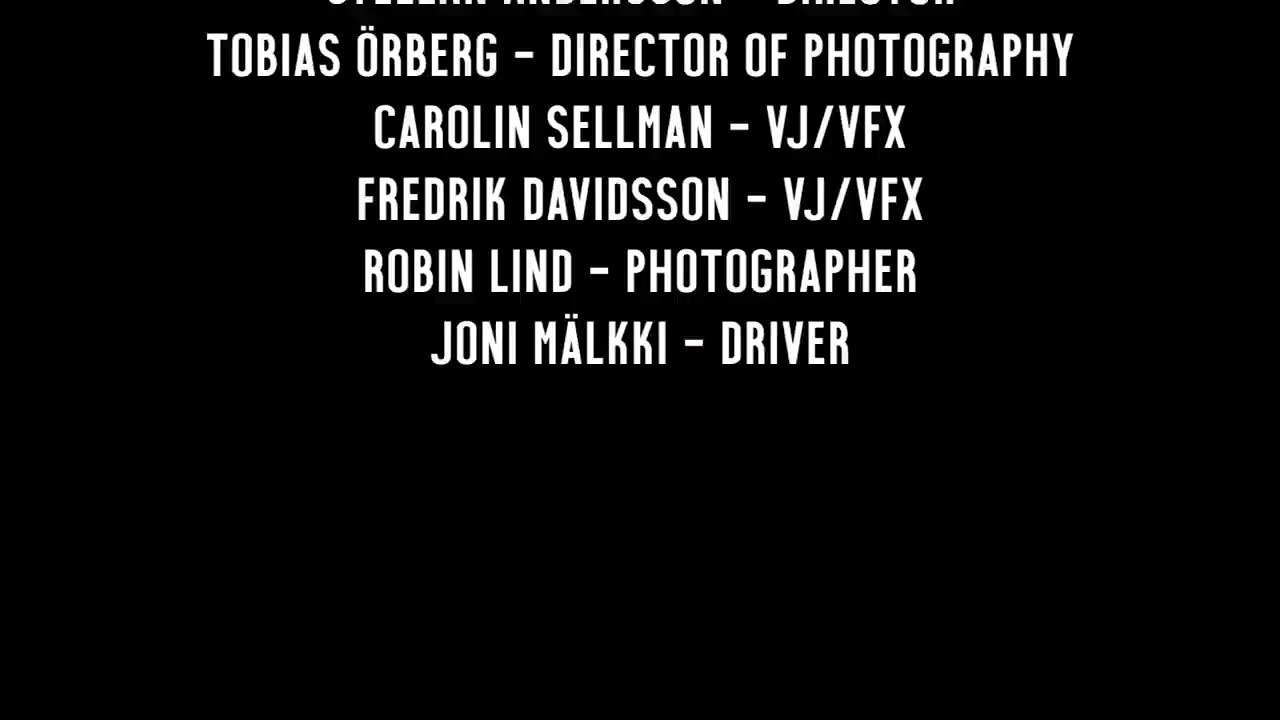 TOBIAS ÖRBERG - DIRECTOR OF PHOTOGRAPHY
CAROLIN SELLMAN - VJ/VFX
FREDRIK DAVIDSSON - VJ/VFX
ROBIN LIND - PHOTOGRAPHER
JONI MÄLKKI - DRIVER